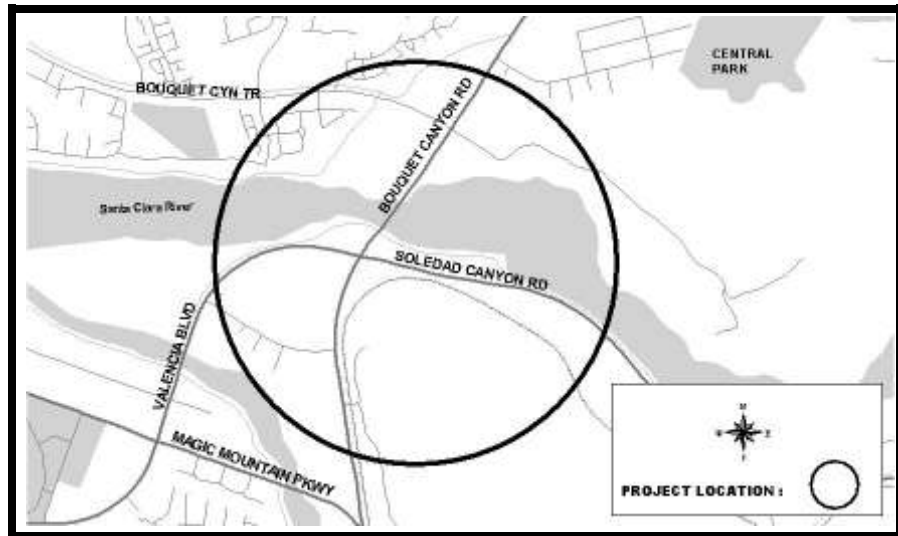 CENTRAL
PARK
BOUQUET CYN TR
BOUQUET CANYON RD
Santa Clara River
SOLEDAD CANYON RD
VALENCIA BLVD
MAGIC MOUNTAIN PKWY
N
E
PROJECT LOCATION :